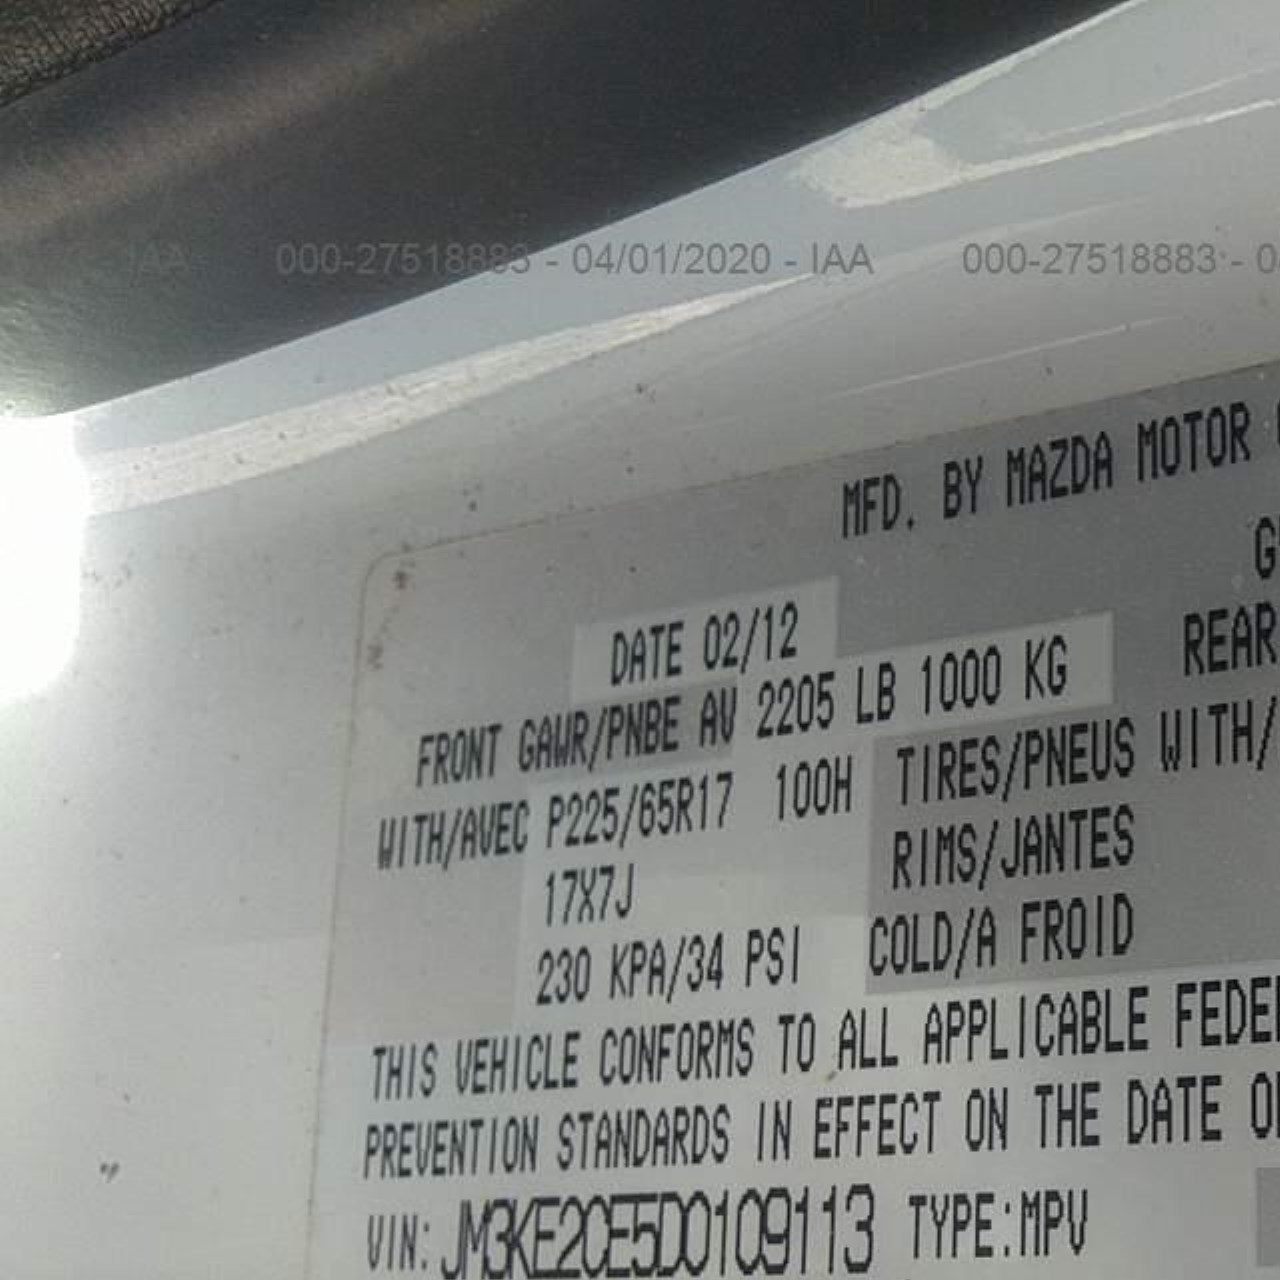 IAA 000-27518883 - 04/01/2020 - IAA 000-27518883 - 0
MFD. BY MAZDA MOTOR
DATE 02/12
FRONT GAWR/PNBE AV 2205 LB 1000 KG REAR
WITH/AVEC P225/65R17 100H TIRES/PNEUS WITH/
17X7J RIMS/JANTES
230 KPA/34 PSI COLD/A FROID
THIS VEHICLE CONFORMS TO ALL APPLICABLE FEDE
PREVENTION STANDARDS IN EFFECT ON THE DATE O
VIN: JM3KE2CE5D0109113 TYPE:MPV